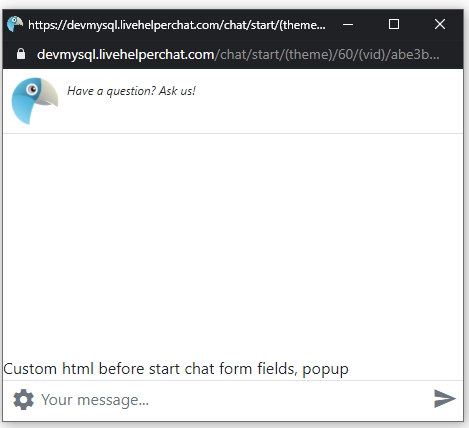 https://devmysql.livehelperchat.com/chat/start/(theme...
devmysql.livehelperchat.com/chat/start/(theme)/60/(vid)/abe3b...
Have a question? Ask us!
Custom html before start chat form fields, popup
Your message...